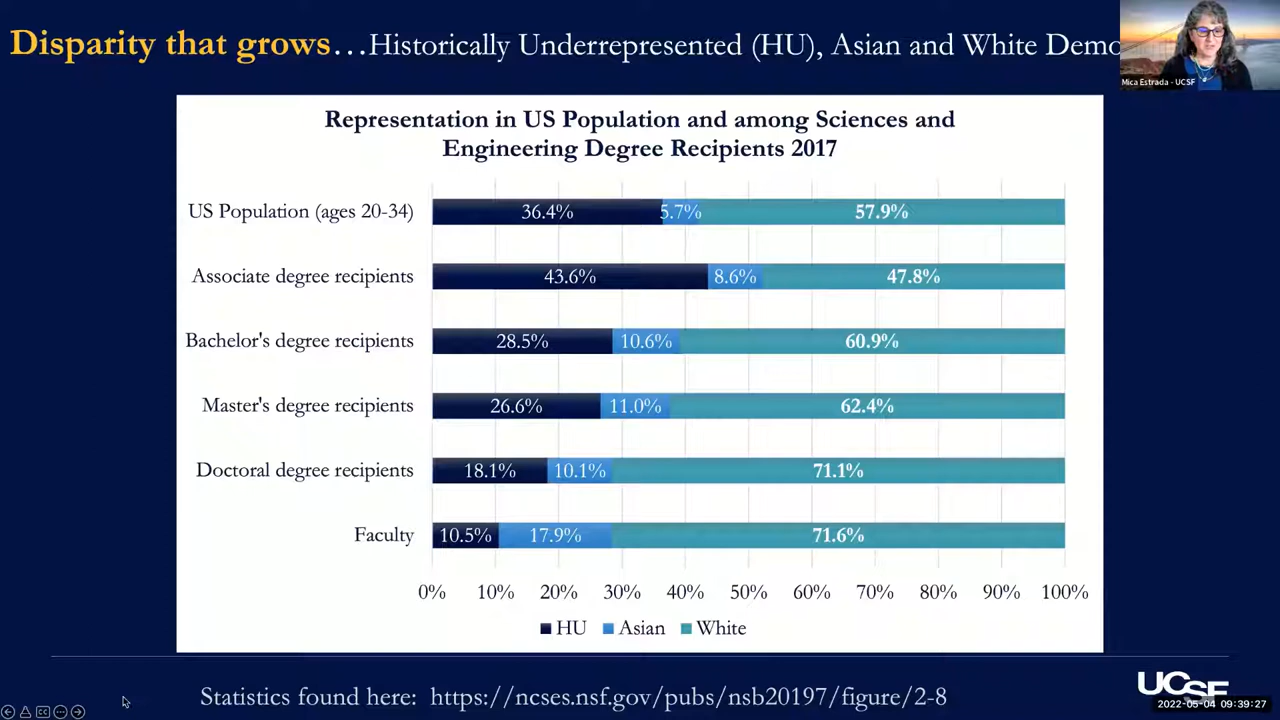 Disparity that grows…Historically Underrepresented (HU), Asian and White Demo
Mica Estrada - UCSF
Representation in US Population and among Sciences and
Engineering Degree Recipients 2017
US Population (ages 20-34) 36.4% 5.7% 57.9%
Associate degree recipients 43.6% 8.6% 47.8%
Bachelor's degree recipients 28.5% 10.6% 60.9%
Master's degree recipients 26.6% 11.0% 62.4%
Doctoral degree recipients 18.1% 10.1% 71.1%
Faculty 10.5% 17.9% 71.6%
0% 10% 20% 30% 40% 50% 60% 70% 80% 90% 100%
HU Asian White
Statistics found here: https://ncses.nsf.gov/pubs/nsb20197/figure/2-8
UCSF
2022-05-04 09:39:27